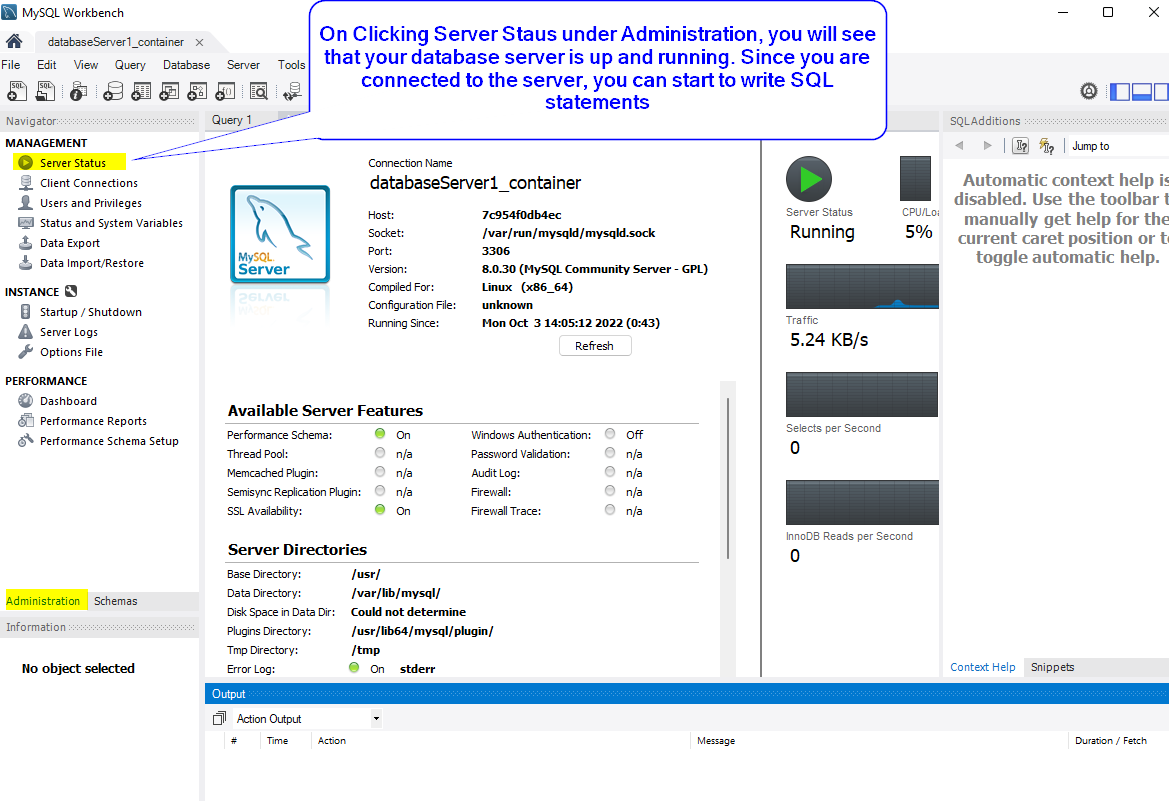 MySQL Workbench
On Clicking Server Staus under Administration, you will see
that your database server is up and running. Since you are
connected to the server, you can start to write SQL
statements
databaseServer1_container
File Edit View Query Database Server Tools
SQL SQL
Navigator
MANAGEMENT
Server Status
Client Connections
Users and Privileges
Status and System Variables
Data Export
Data Import/Restore
INSTANCE
Startup / Shutdown
Server Logs
Options File
PERFORMANCE
Dashboard
Performance Reports
Performance Schema Setup
Administration Schemas
Information
No object selected
Query 1
MySQL
Server
Connection Name
databaseServer1_container
Host: 7c954f0db4ec
Socket: /var/run/mysqld/mysqld.sock
Port: 3306
Version: 8.0.30 (MySQL Community Server - GPL)
Compiled For: Linux (x86_64)
Configuration File: unknown
Running Since: Mon Oct 3 14:05:12 2022 (0:43)
Refresh
Available Server Features
Performance Schema: On Windows Authentication: Off
Thread Pool: n/a Password Validation: n/a
Memcached Plugin: n/a Audit Log: n/a
Semisync Replication Plugin: n/a Firewall: n/a
SSL Availability: On Firewall Trace: n/a
Server Directories
Base Directory: /usr/
Data Directory: /var/lib/mysql/
Disk Space in Data Dir: Could not determine
Plugins Directory: /usr/lib64/mysql/plugin/
Tmp Directory: /tmp
Error Log: On stderr
Server Status CPU/Loa
Running 5%
Traffic
5.24 KB/s
Selects per Second
0
InnoDB Reads per Second
0
SQLAdditions
Jump to
Automatic context help is
disabled. Use the toolbar t
manually get help for the
current caret position or to
toggle automatic help.
Context Help Snippets
Output
Action Output
# Time Action Message Duration / Fetch